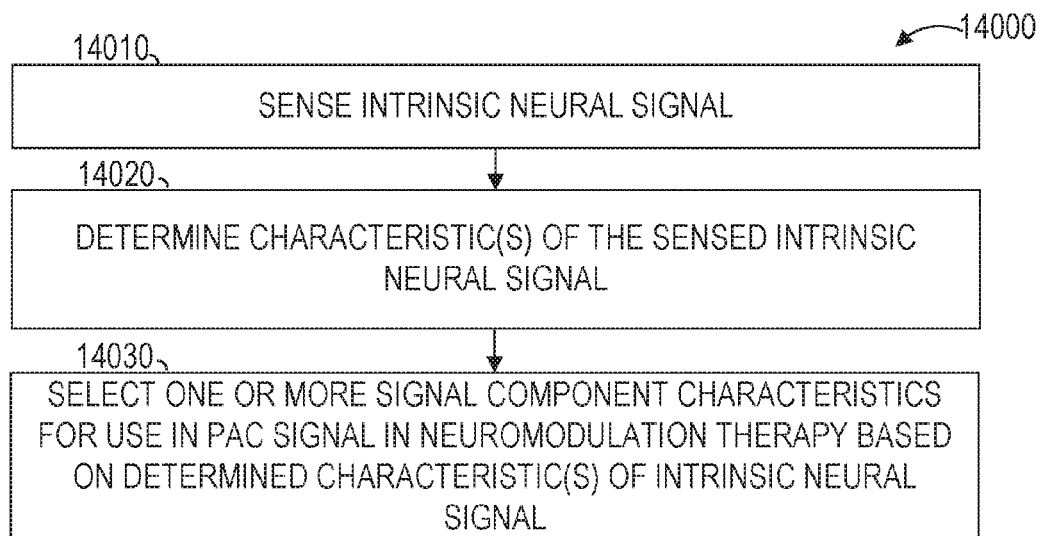 14000
14010
SENSE INTRINSIC NEURAL SIGNAL
14020
DETERMINE CHARACTERISTIC(S) OF THE SENSED INTRINSIC
NEURAL SIGNAL
14030
SELECT ONE OR MORE SIGNAL COMPONENT CHARACTERISTICS
FOR USE IN PAC SIGNAL IN NEUROMODULATION THERAPY BASED
ON DETERMINED CHARACTERISTIC(S) OF INTRINSIC NEURAL
SIGNAL